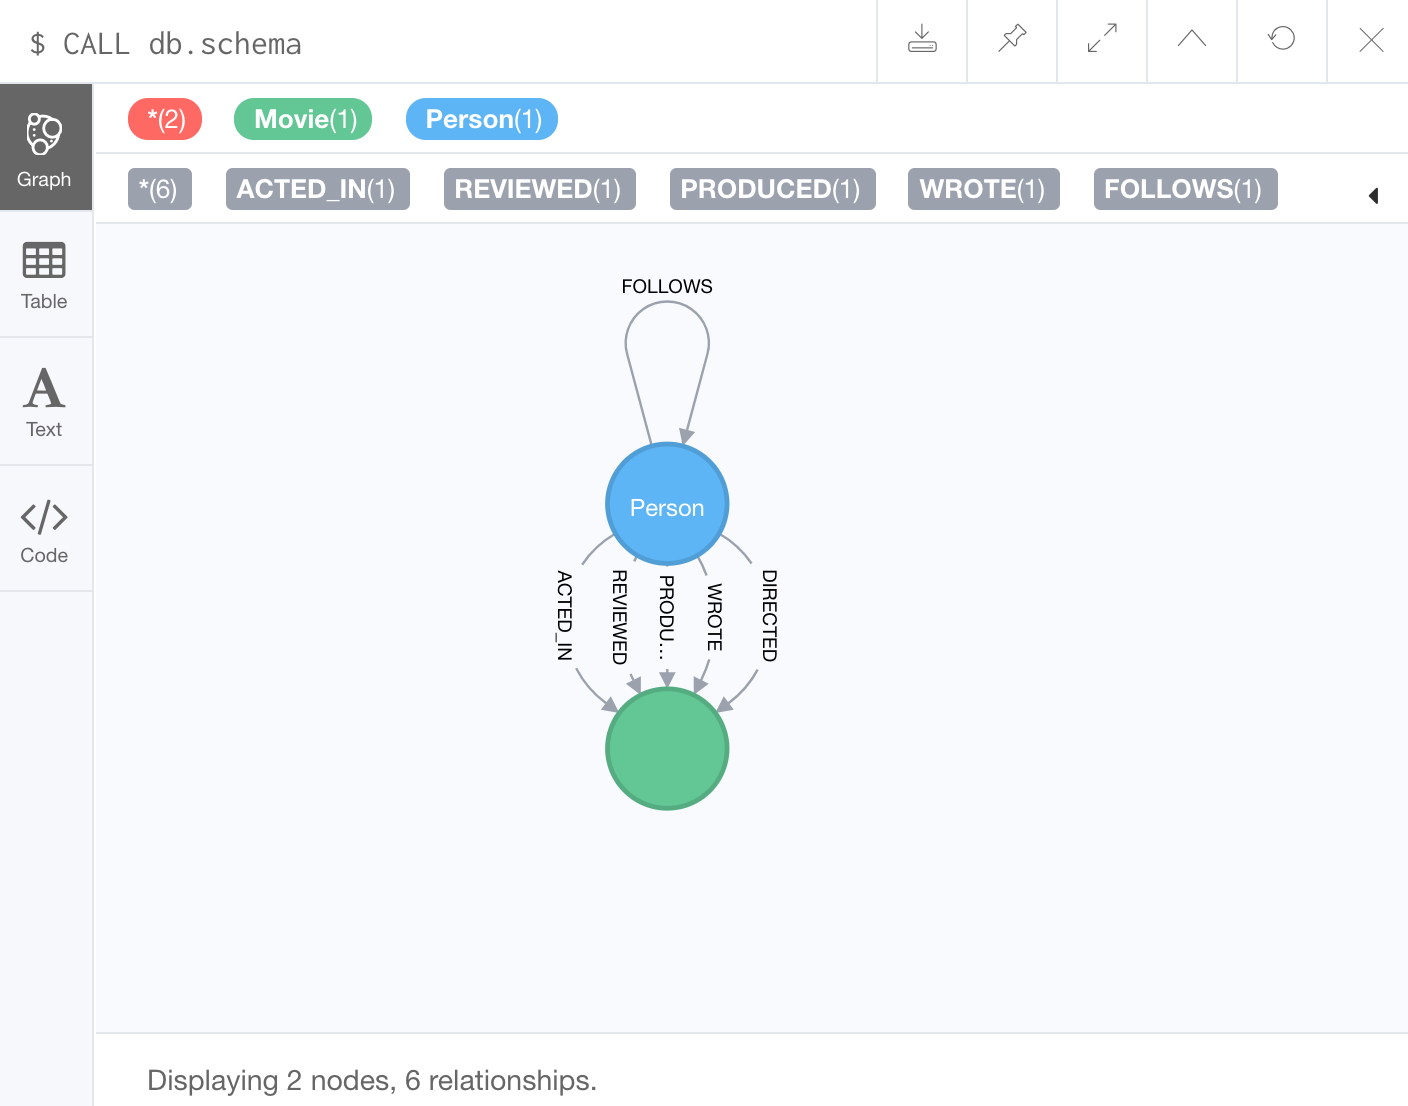 $ CALL db.schema
*(2) Movie(1) Person(1)
*(6) ACTED_IN(1) REVIEWED(1) PRODUCED(1) WROTE(1) FOLLOWS(1)
Graph
Table
Text
Code
FOLLOWS
Person
ACTED_IN
REVIEWED
PRODU...
WROTE
DIRECTED
Displaying 2 nodes, 6 relationships.